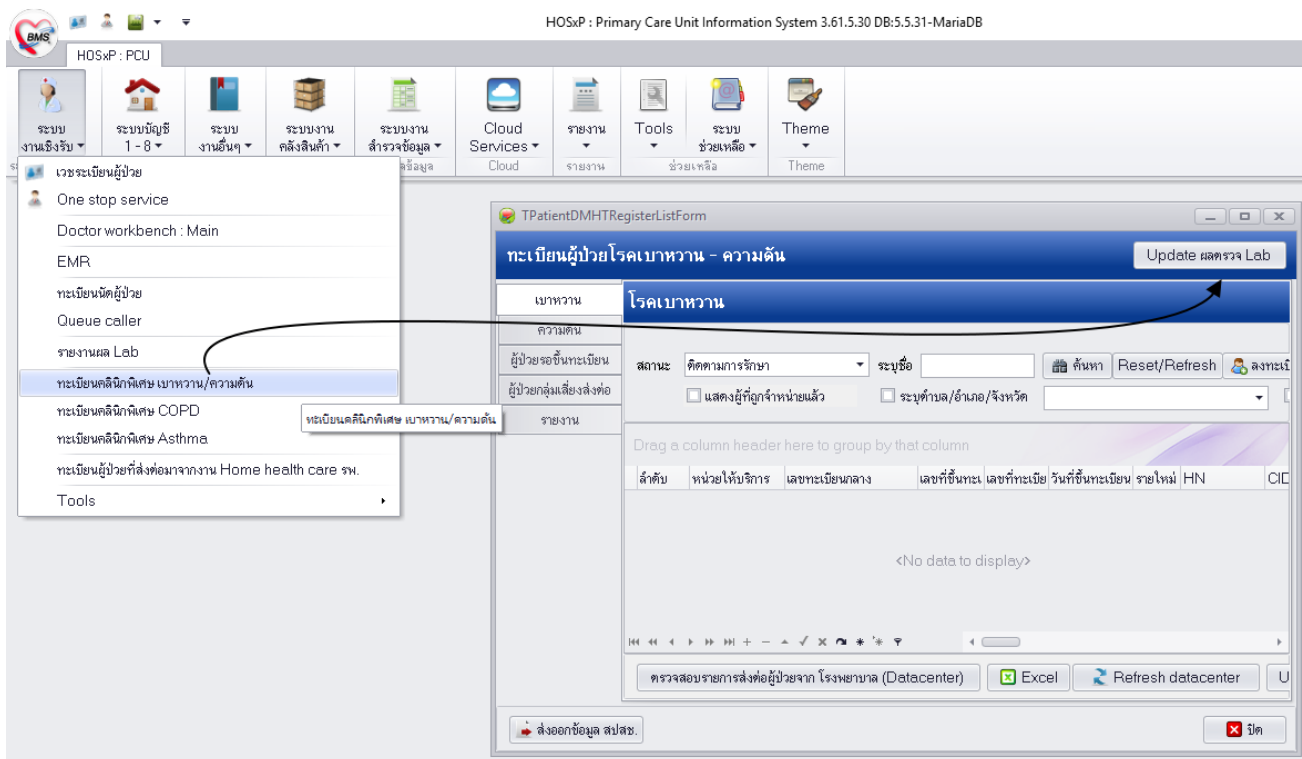 HOSxP : Primary Care Unit Information System 3.61.5.30 DB:5.5.31-MariaDB
BMS
HOSxP : PCU
ระบบ
งานเชิงรับ
ระบบบัญชี
1 - 8
ระบบ
งานอื่นๆ
ระบบงาน
คลังสินค้า
ระบบงาน
สำรวจข้อมูล
Cloud
Services
รายงาน
Tools
ระบบ
ช่วยเหลือ
Theme
Cloud
รายงาน
ช่วยเหลือ
Theme
เวชระเบียนผู้ป่วย
One stop service
Doctor workbench : Main
EMR
ทะเบียนนัดผู้ป่วย
Queue caller
รายงานผล Lab
ทะเบียนคลินิกพิเศษ เบาหวาน/ความดัน
ทะเบียนคลินิกพิเศษ COPD
ทะเบียนคลินิกพิเศษ เบาหวาน/ความดัน
ทะเบียนคลินิกพิเศษ Asthma
ทะเบียนผู้ป่วยที่ส่งต่อมาจากงาน Home health care รพ.
Tools
TPatientDMHTRegisterListForm
ทะเบียนผู้ป่วยโรคเบาหวาน - ความดัน
Update ผลตรวจ Lab
เบาหวาน
ความดัน
ผู้ป่วยรอขึ้นทะเบียน
ผู้ป่วยกลุ่มเสี่ยงส่งต่อ
รายงาน
โรคเบาหวาน
สถานะ ติดตามการรักษา ระบุชื่อ ค้นหา Reset/Refresh ลงทะเบี
แสดงผู้ที่ถูกจำหน่ายแล้ว ระบุตำบล/อำเภอ/จังหวัด
Drag a column header here to group by that column
ลำดับ หน่วยให้บริการ เลขทะเบียนกลาง เลขที่ขึ้นทะเ เลขที่ทะเบีย วันที่ขึ้นทะเบียน รายใหม่ HN CID
<No data to display>
ตรวจสอบรายการส่งต่อผู้ป่วยจาก โรงพยาบาล (Datacenter) Excel Refresh datacenter U
ส่งออกข้อมูล สปสช. ปิด